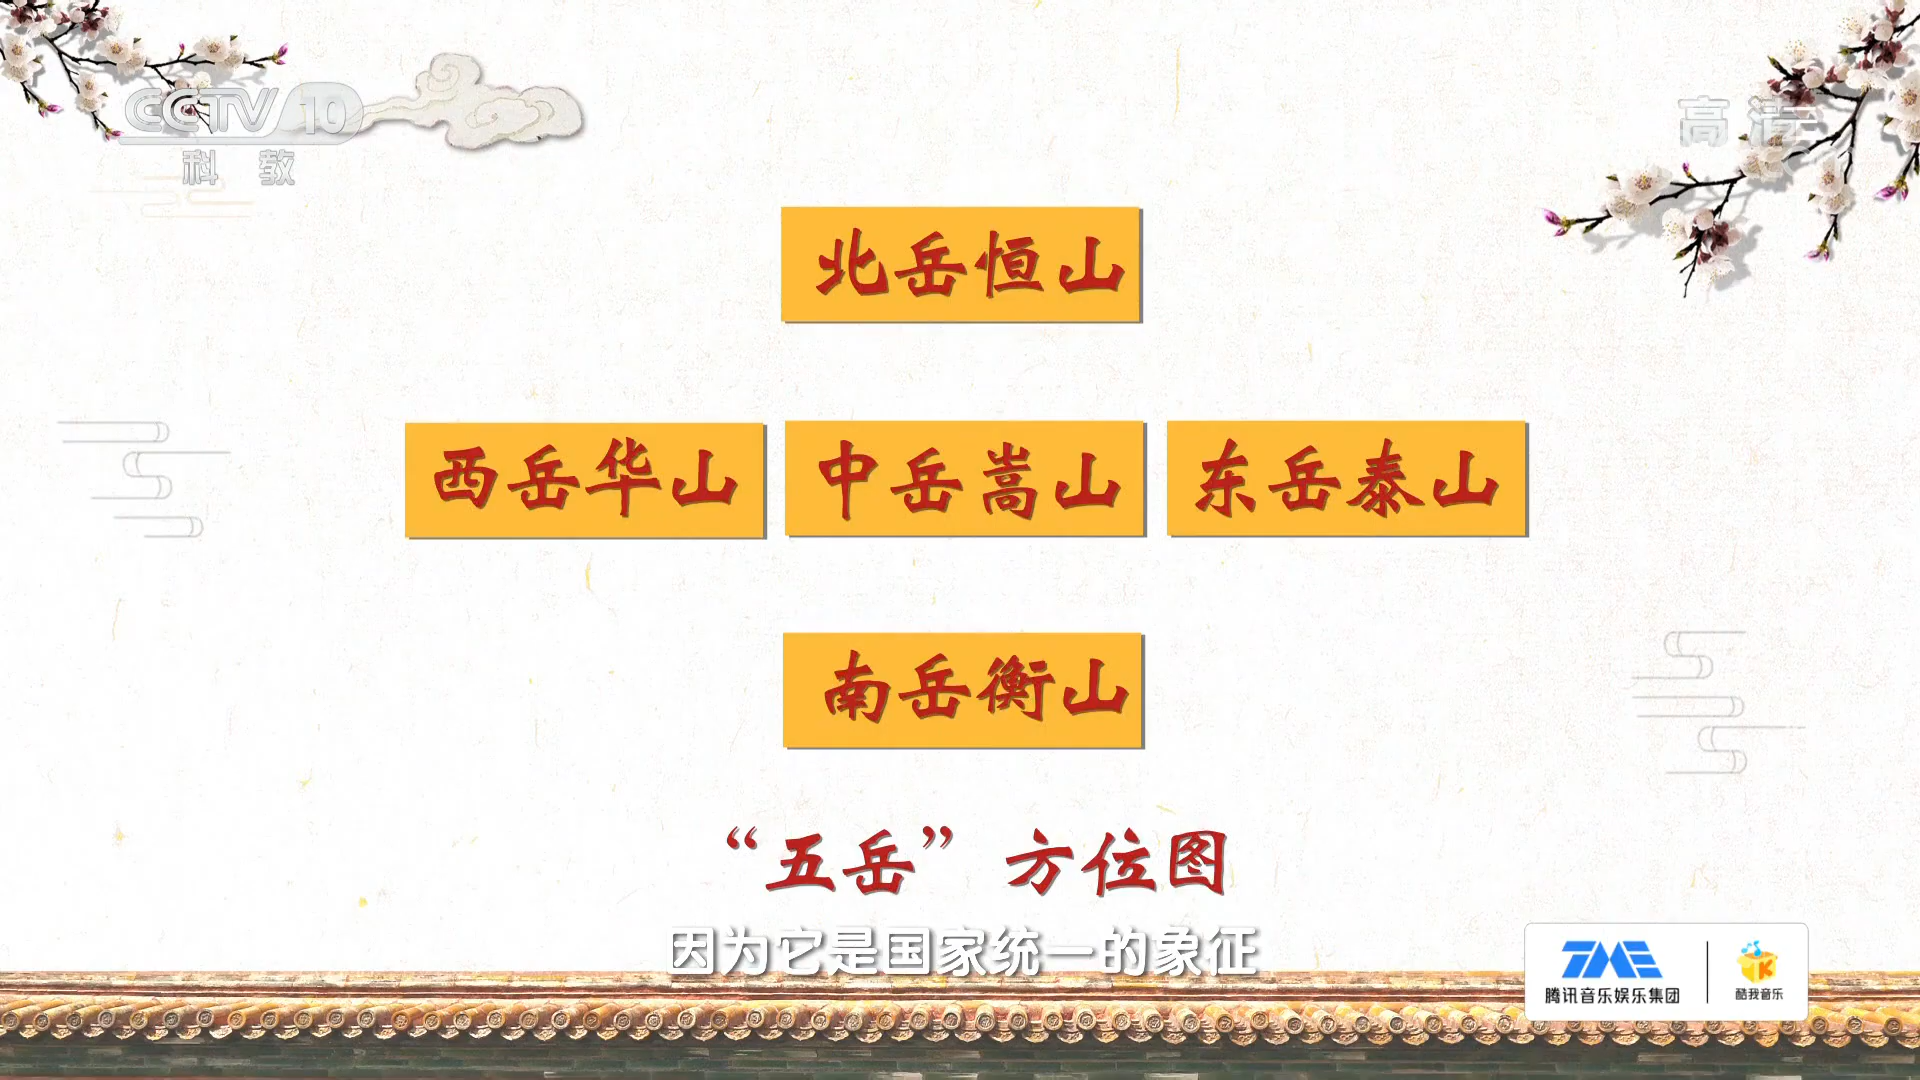 CCTV 10
科教
高清
北岳恒山
西岳华山 中岳嵩山 东岳泰山
南岳衡山
“五岳”方位图
因为它是国家统一的象征
TME
腾讯音乐娱乐集团
K
酷我音乐